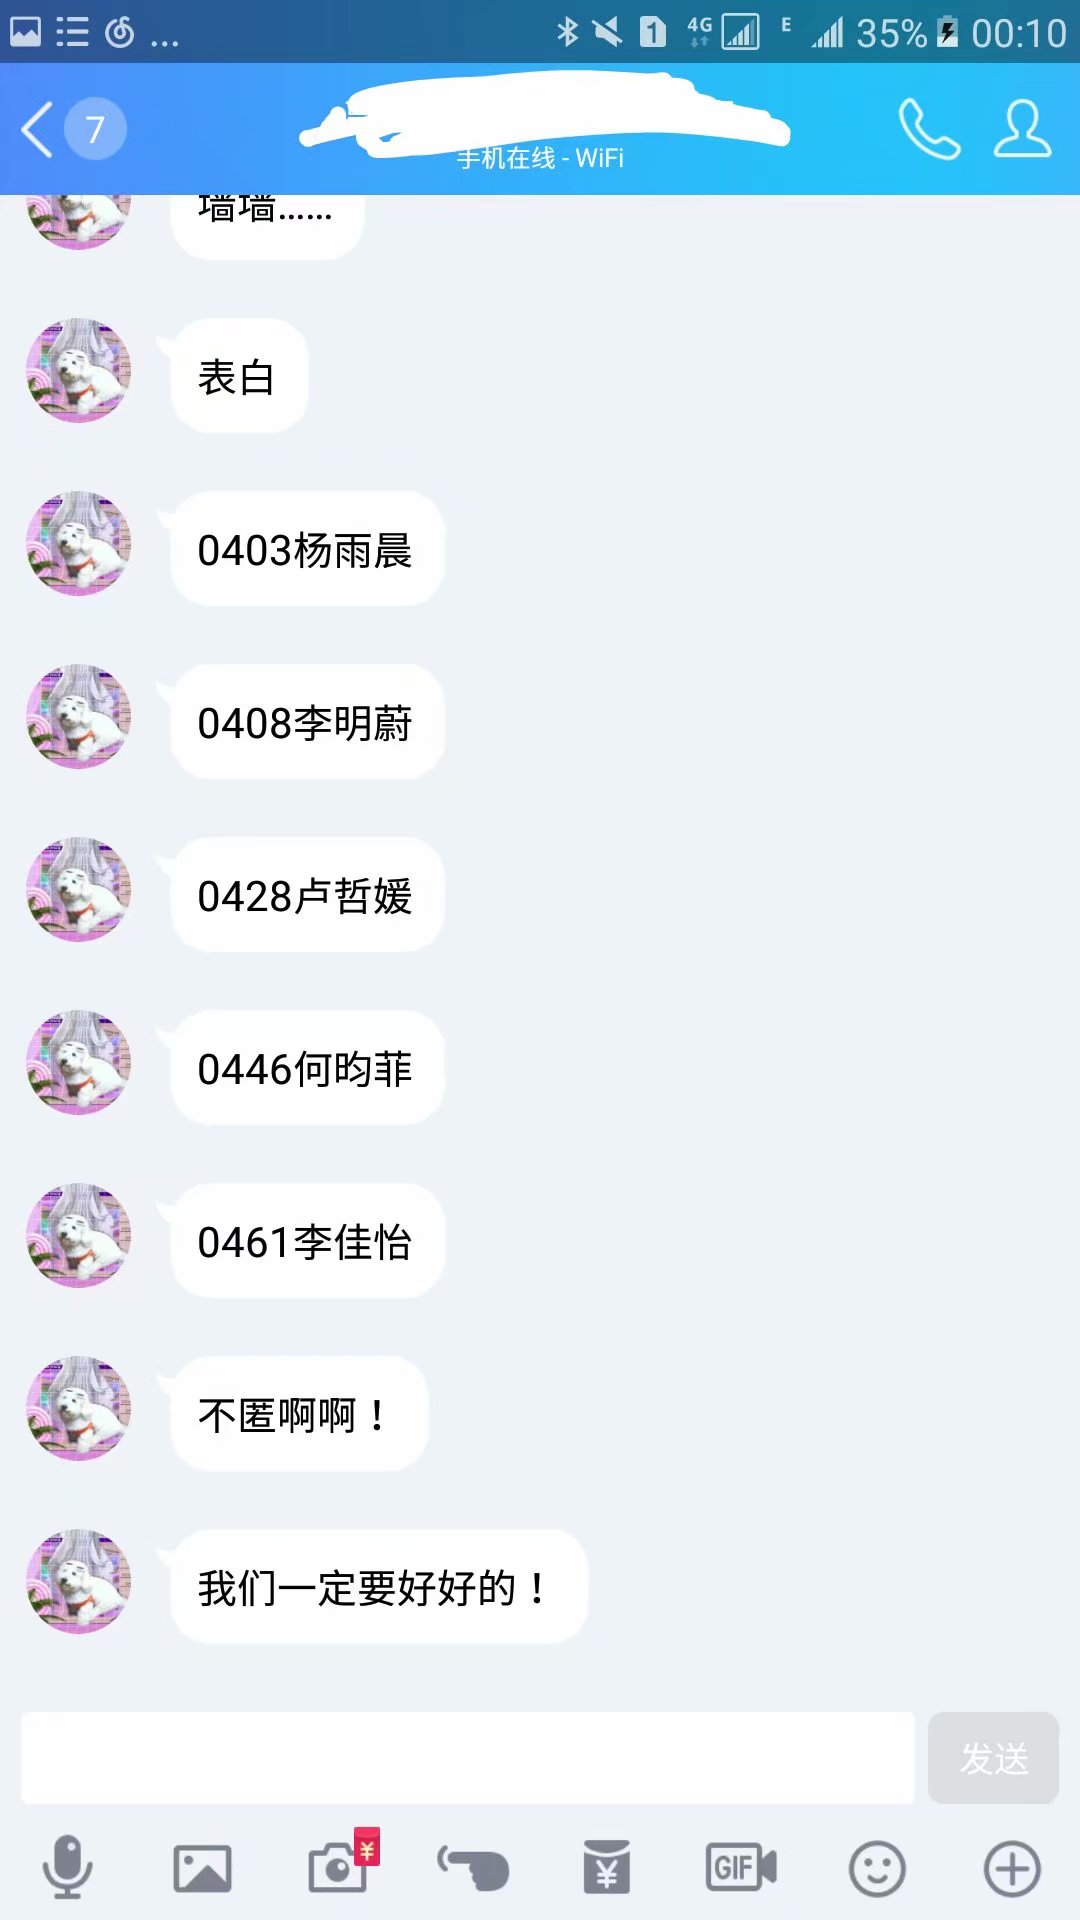 ... 1 4G E 35% 00:10
7
手机在线 - WiFi
墙墙......
表白
0403杨雨晨
0408李明蔚
0428卢哲媛
0446何昀菲
0461李佳怡
不匿啊啊！
我们一定要好好的！
发送
¥
¥ GIF